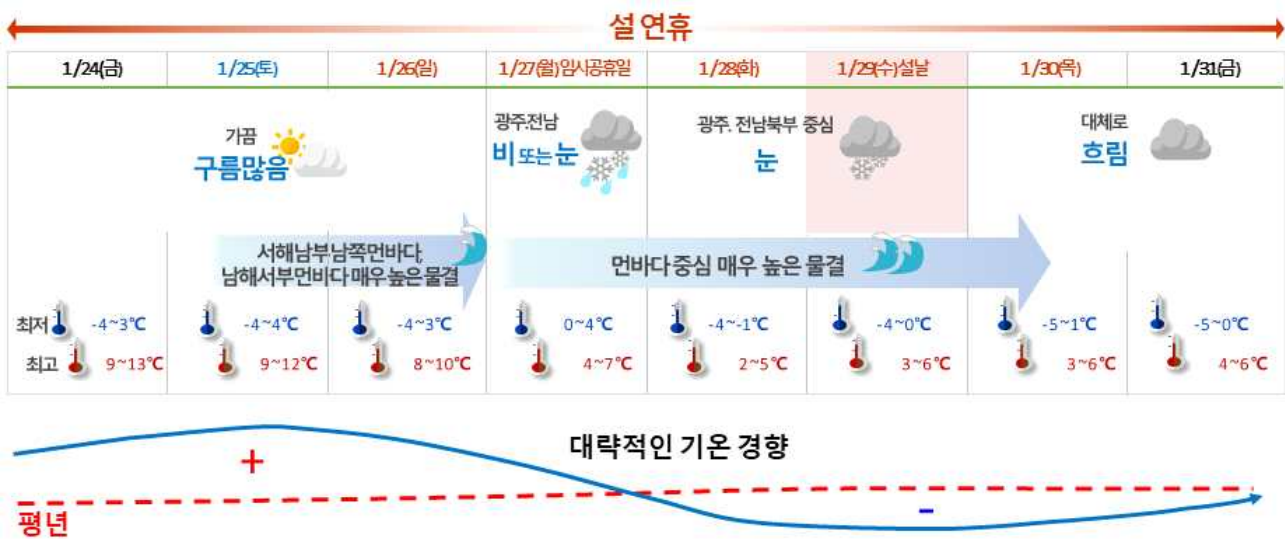 설 연휴
1/24(금) 1/25(토) 1/26(일) 1/27(월)임시공휴일 1/28(화) 1/29(수)설날 1/30(목) 1/31(금)
가끔
구름많음
광주.전남
비 또는 눈
광주. 전남북부 중심
눈
대체로
흐림
서해남부남쪽먼바다,
남해서부먼바다 매우 높은 물결
먼바다 중심 매우 높은 물결
최저 -4~3℃ -4~4℃ -4~3℃ 0~4℃ -4~-1℃ -4~0℃ -5~1℃ -5~0℃
최고 9~13℃ 9~12℃ 8~10℃ 4~7℃ 2~5℃ 3~6℃ 3~6℃ 4~6℃
대략적인 기온 경향
+
-
평년